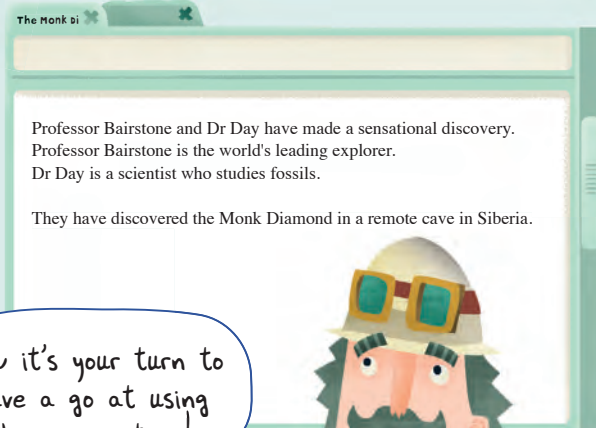 The Monk Di
Professor Bairstone and Dr Day have made a sensational discovery.
Professor Bairstone is the world's leading explorer.
Dr Day is a scientist who studies fossils.
They have discovered the Monk Diamond in a remote cave in Siberia.
it's your turn to
a go at using